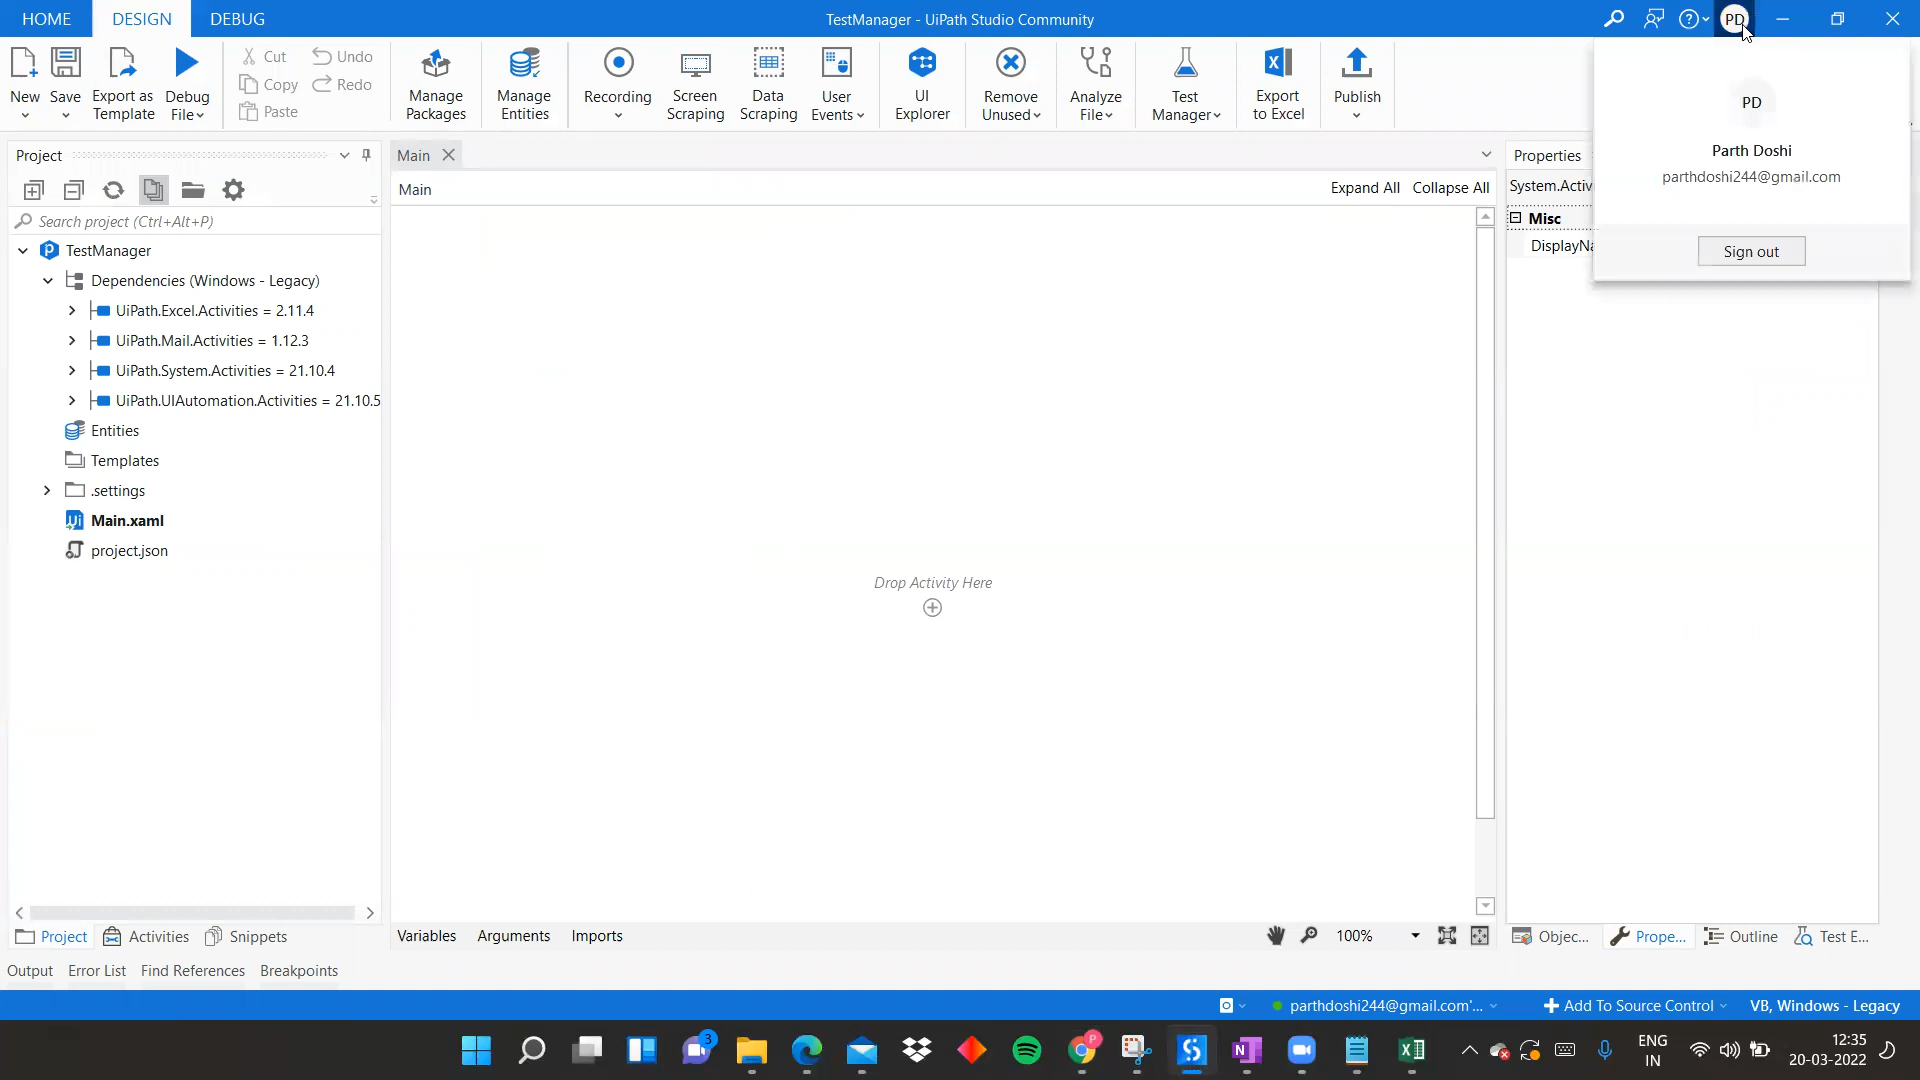 HOME DESIGN DEBUG
TestManager - UiPath Studio Community
PD
New Save Export as Template Debug File
Cut Copy Paste Undo Redo
Manage Packages
Manage Entities
Recording Screen Scraping Data Scraping User Events
UI Explorer
Remove Unused
Analyze File
Test Manager
Export to Excel
Publish
PD
Parth Doshi
parthdoshi244@gmail.com
Sign out
Project
Search project (Ctrl+Alt+P)
TestManager
Dependencies (Windows - Legacy)
UiPath.Excel.Activities = 2.11.4
UiPath.Mail.Activities = 1.12.3
UiPath.System.Activities = 21.10.4
UiPath.UIAutomation.Activities = 21.10.5
Entities
Templates
.settings
Main.xaml
project.json
Main
Main
Expand All Collapse All
Drop Activity Here
Properties
System.Activ
Misc
DisplayNa
Project Activities Snippets
Variables Arguments Imports
100%
Objec... Prope... Outline Test E...
Output Error List Find References Breakpoints
parthdoshi244@gmail.com'... Add To Source Control VB, Windows - Legacy
3
P
ENG
IN
12:35
20-03-2022